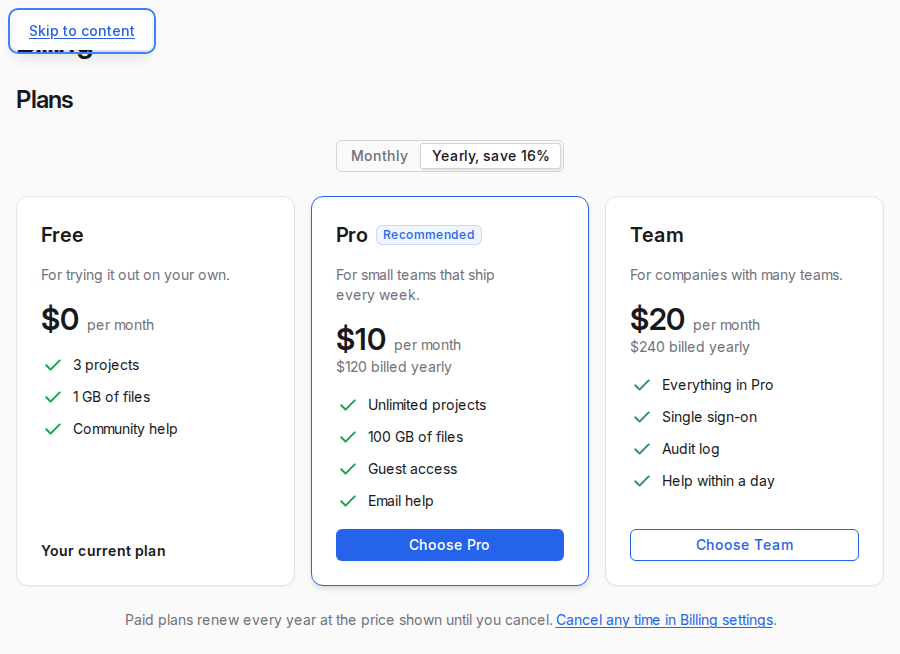 Skip to content
Plans
Monthly
Yearly, save 16%
Free
For trying it out on your own.
$0 per month
3 projects
1 GB of files
Community help
Your current plan
Pro
Recommended
For small teams that ship
every week.
$10 per month
$120 billed yearly
Unlimited projects
100 GB of files
Guest access
Email help
Choose Pro
Team
For companies with many teams.
$20 per month
$240 billed yearly
Everything in Pro
Single sign-on
Audit log
Help within a day
Choose Team
Paid plans renew every year at the price shown until you cancel. Cancel any time in Billing settings.